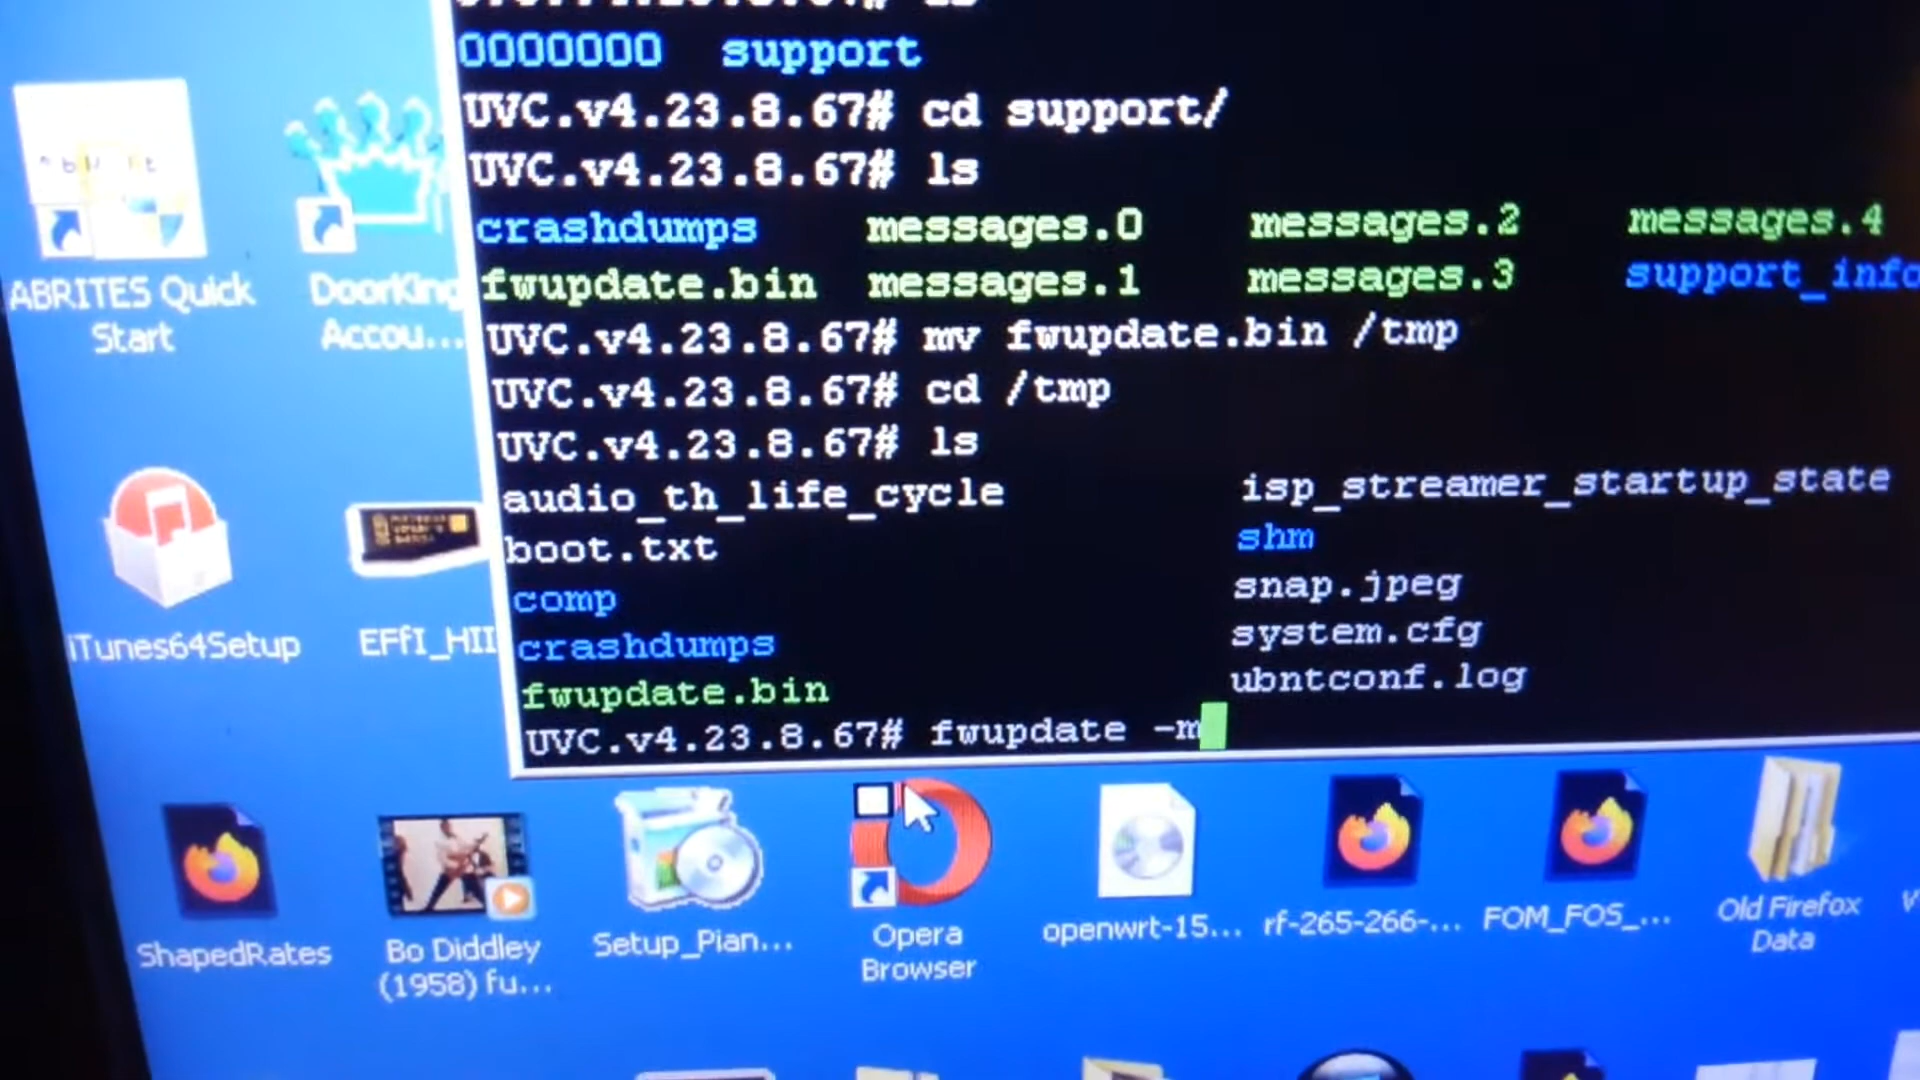 0000000 support
UVC.v4.23.8.67# cd support/
UVC.v4.23.8.67# ls
crashdumps messages.0 messages.2 messages.4
fwupdate.bin messages.1 messages.3 support_info
UVC.v4.23.8.67# mv fwupdate.bin /tmp
UVC.v4.23.8.67# cd /tmp
UVC.v4.23.8.67# ls
audio_th_life_cycle isp_streamer_startup_state
boot.txt shm
comp snap.jpeg
crashdumps system.cfg
fwupdate.bin ubntconf.log
UVC.v4.23.8.67# fwupdate -m
ABRITES Quick
Start
DoorKing
Accou...
iTunes64Setup
EFfI_HII
ShapedRates
Bo Diddley
(1958) fu...
Setup_Pian...
Opera
Browser
openwrt-15...
rf-265-266-...
FOM_FOS_...
Old Firefox
Data